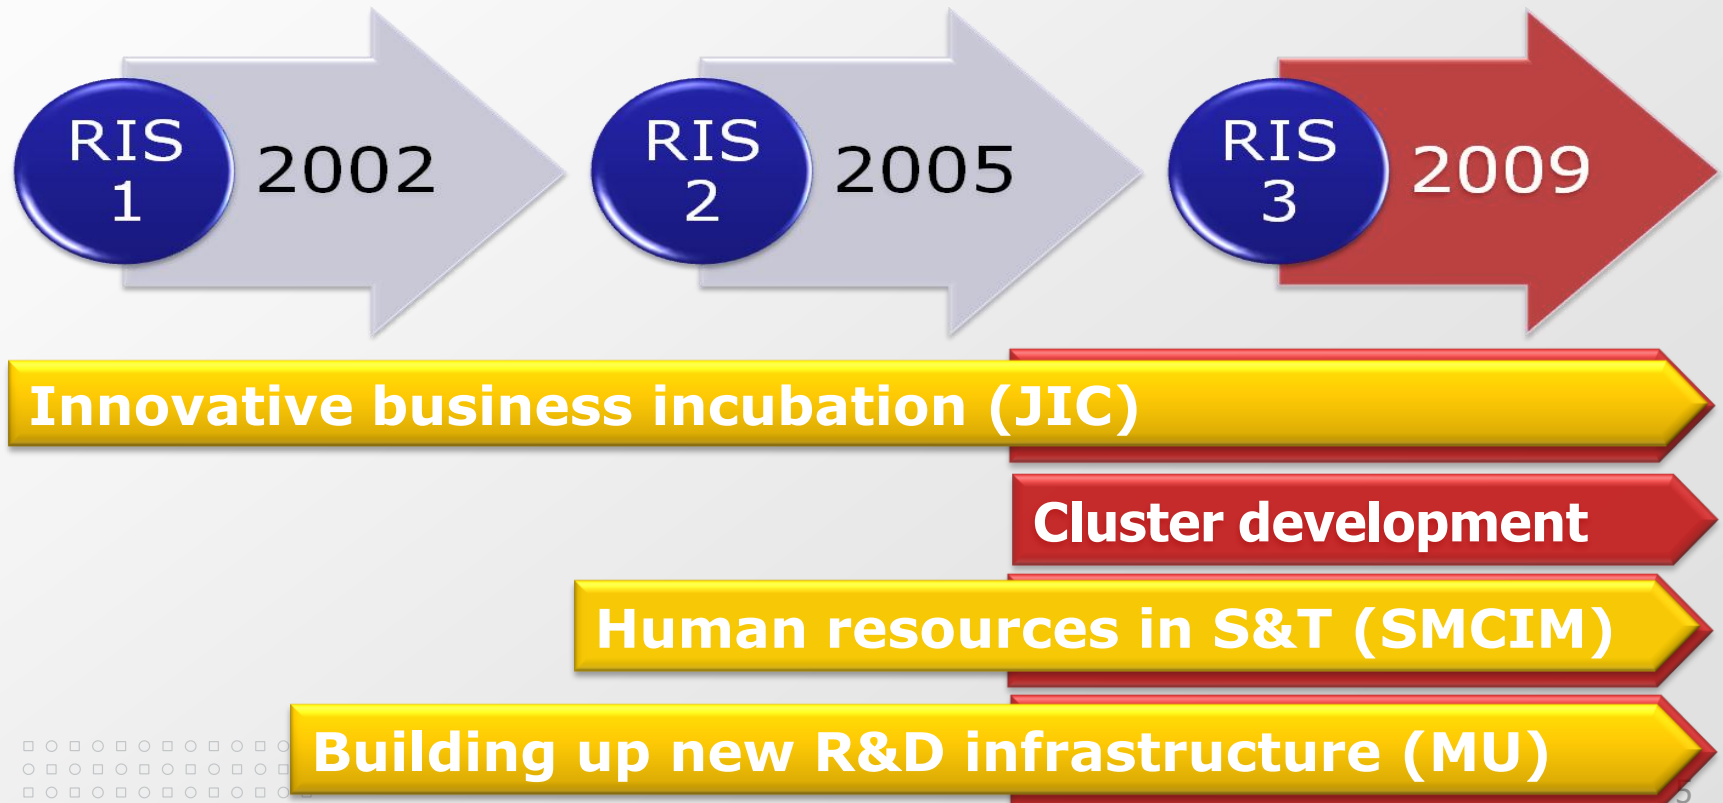 RIS
1
2002
RIS
2
2005
RIS
3
2009
Innovative business incubation (JIC)
Cluster development
Human resources in S&T (SMCIM)
Building up new R&D infrastructure (MU)
5